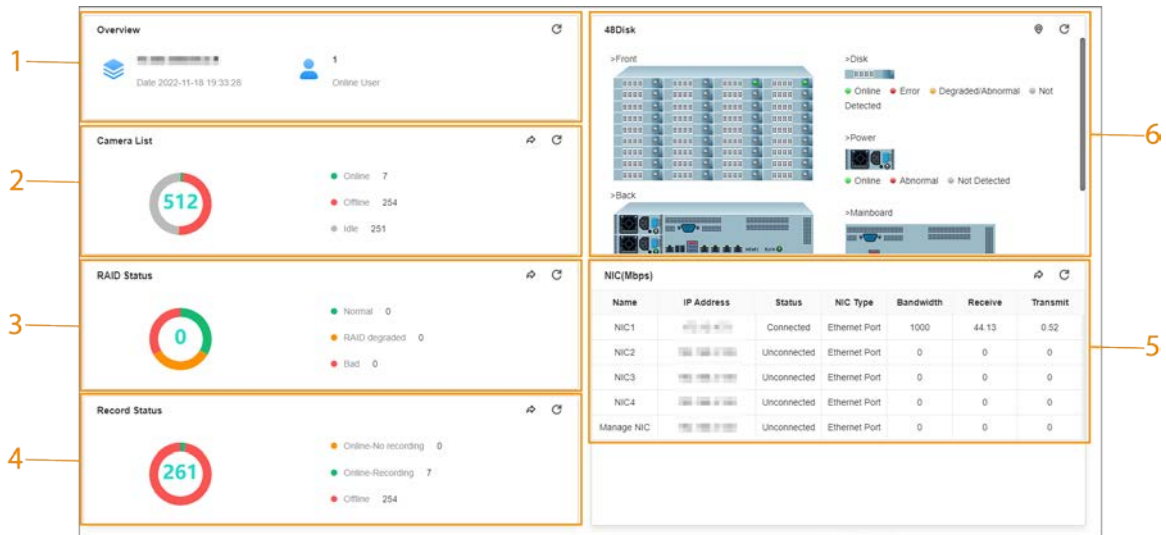 1
Overview
1
Date 2022-11-18 19:33:28
Online User
2
Camera List
512
Online 7
Offline 254
Idle 251
3
RAID Status
0
Normal 0
RAID degraded 0
Bad 0
4
Record Status
261
Online-No recording 0
Online-Recording 7
Offline 254
6
48Disk
>Front
>Disk
Online Error Degraded/Abnormal Not
Detected
>Power
Online Abnormal Not Detected
>Back
>Mainboard
5
NIC(Mbps)
Name IP Address Status NIC Type Bandwidth Receive Transmit
NIC1 Connected Ethernet Port 1000 44.13 0.52
NIC2 Unconnected Ethernet Port 0 0 0
NIC3 Unconnected Ethernet Port 0 0 0
NIC4 Unconnected Ethernet Port 0 0 0
Manage NIC Unconnected Ethernet Port 0 0 0